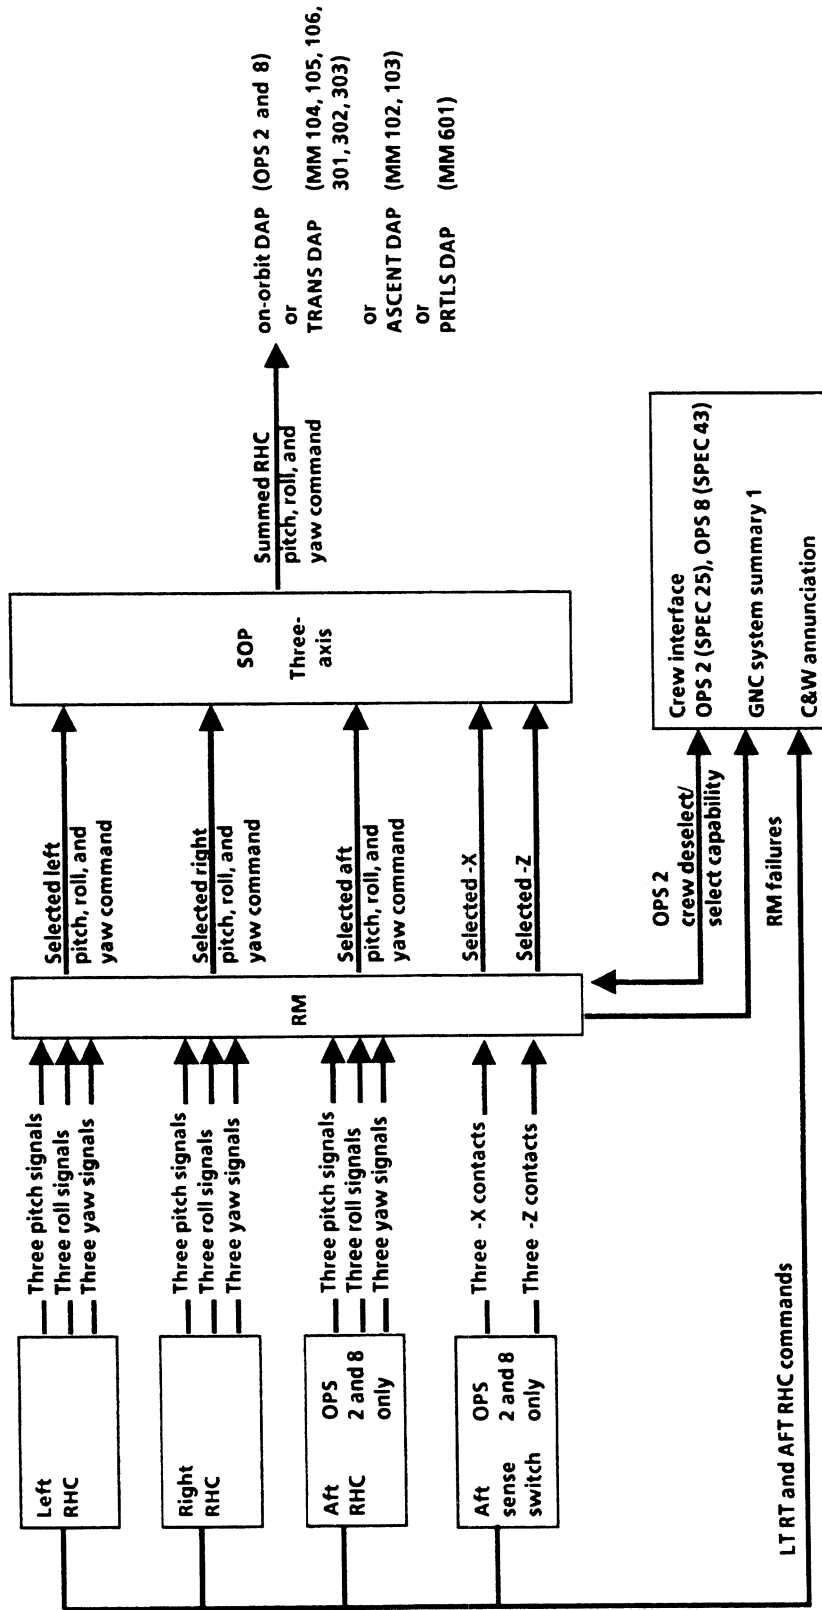 Left
RHC
Three pitch signals
Three roll signals
Three yaw signals
Right
RHC
Three pitch signals
Three roll signals
Three yaw signals
Aft OPS
RHC 2 and 8
only
Three pitch signals
Three roll signals
Three yaw signals
Aft OPS
sense 2 and 8
switch only
Three -X contacts
Three -Z contacts
RM
Selected left
pitch, roll, and
yaw command
Selected right
pitch, roll, and
yaw command
Selected aft
pitch, roll, and
yaw command
Selected -X
Selected -Z
SOP
Three-
axis
Summed RHC
pitch, roll, and
yaw command
on-orbit DAP (OPS 2 and 8)
or
TRANS DAP (MM 104, 105, 106,
301, 302, 303)
or
ASCENT DAP (MM 102, 103)
or
PRTLS DAP (MM 601)
OPS 2
crew deselect/
select capability
RM failures
LT RT and AFT RHC commands
Crew interface
OPS 2 (SPEC 25), OPS 8 (SPEC 43)
GNC system summary 1
C&W annunciation